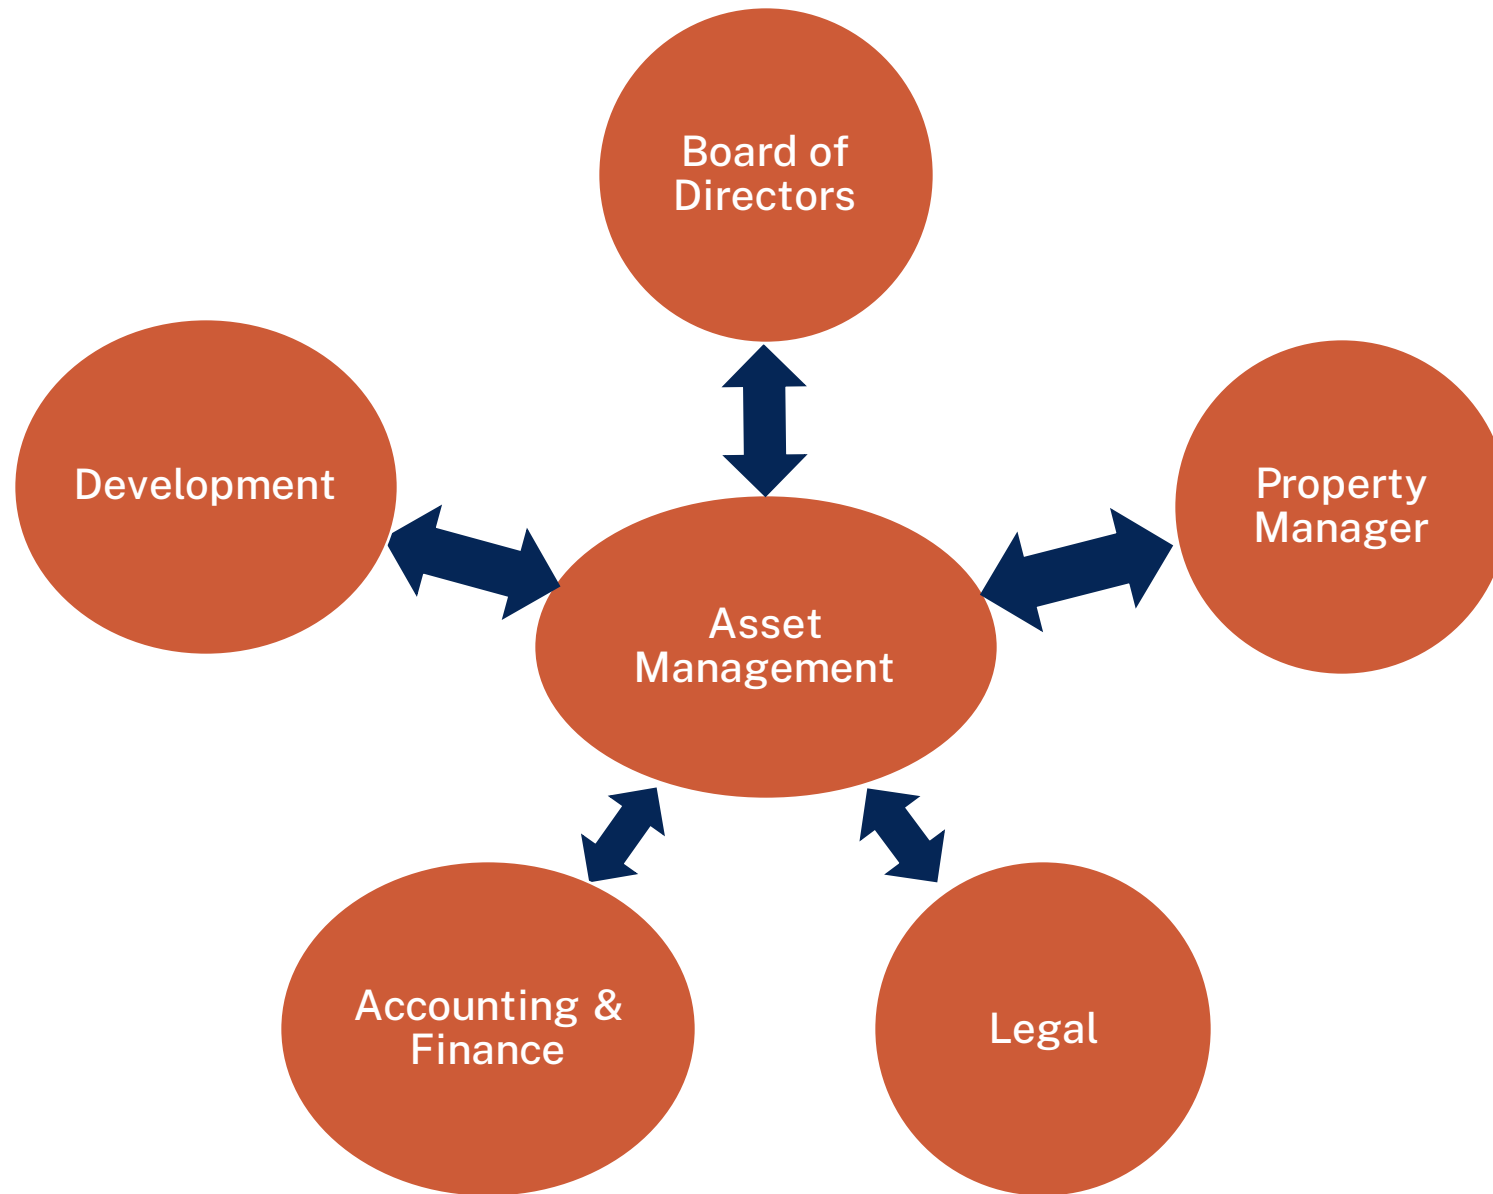 Board of
Directors
Development
Property
Manager
Asset
Management
Accounting &
Finance
Legal